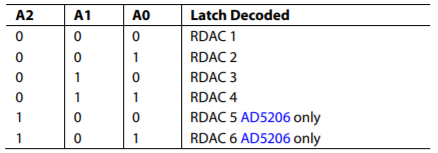 A2 A1 A0 Latch Decoded
0 0 0 RDAC 1
0 0 1 RDAC 2
0 1 0 RDAC 3
0 1 1 RDAC 4
1 0 0 RDAC 5 AD5206 only
1 0 1 RDAC 6 AD5206 only